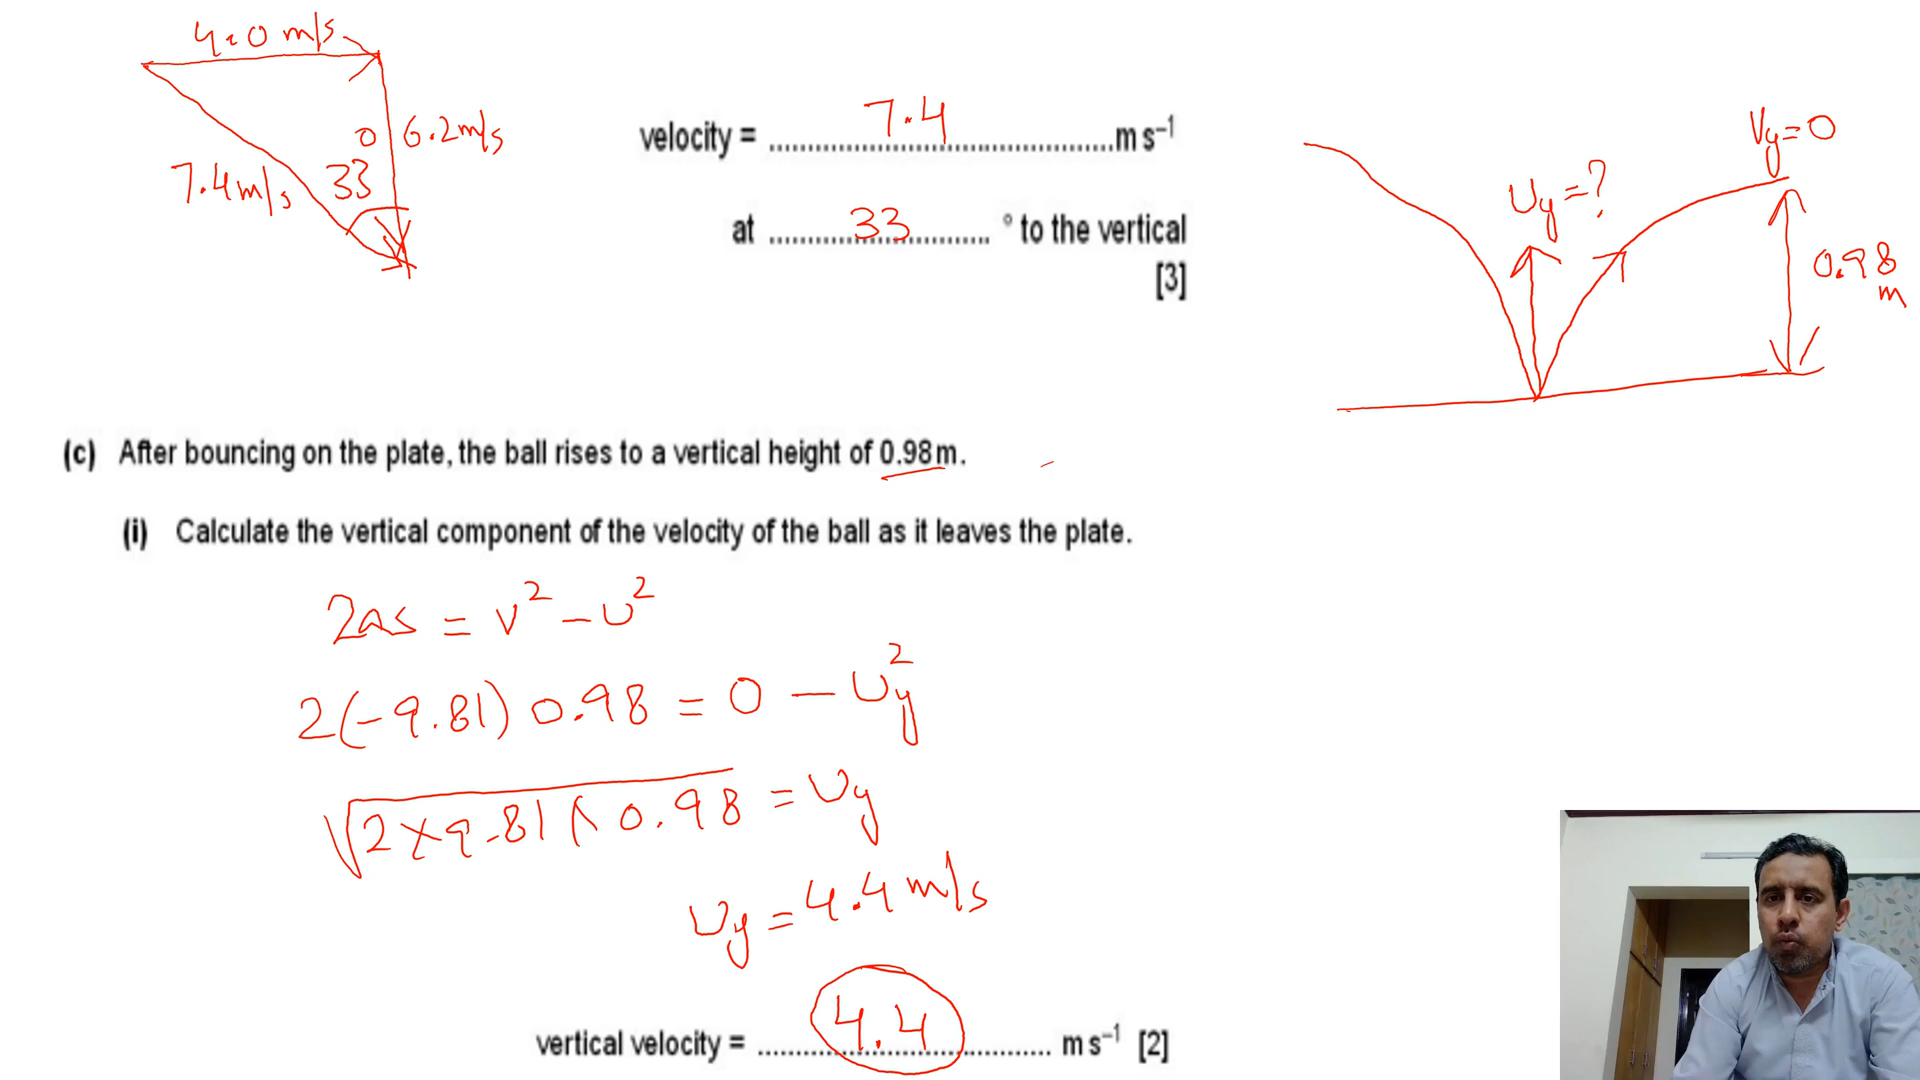 4.0 m/s
6.2 m/s
0
33
7.4 m/s
velocity = 7.4 m s⁻¹
at 33 ° to the vertical
[3]
Vy=0
Uy=?
0.98
m
(c) After bouncing on the plate, the ball rises to a vertical height of 0.98 m.
(i) Calculate the vertical component of the velocity of the ball as it leaves the plate.
2as = v² − u²
2(−9.81) 0.98 = 0 − Uy²
√2×9.81×0.98 = Uy
Uy = 4.4 m/s
vertical velocity = 4.4 m s⁻¹ [2]